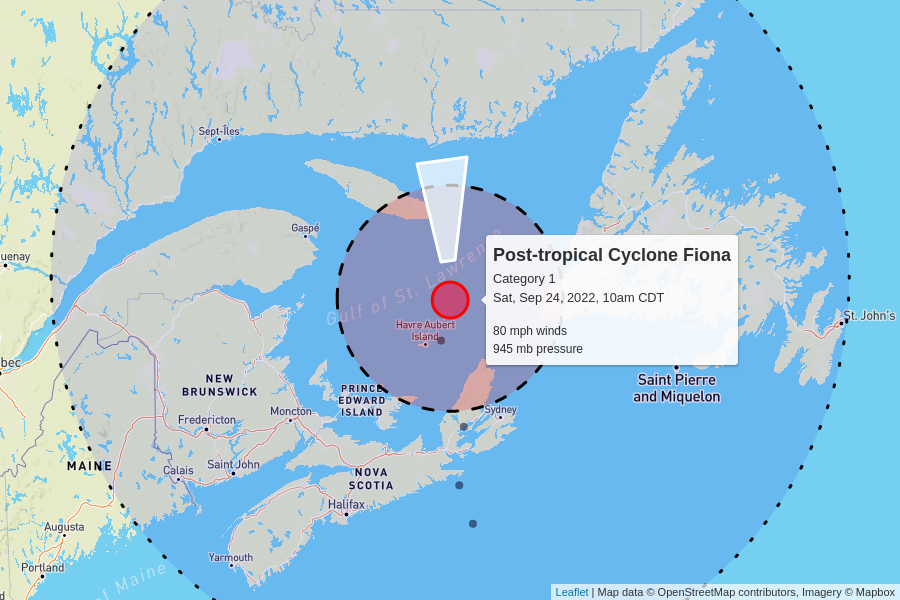 Sept-Îles
Gaspé
uenay
Gulf of St. Lawrence
Post-tropical Cyclone Fiona
Category 1
Sat, Sep 24, 2022, 10am CDT
80 mph winds
945 mb pressure
St. John's
Havre Aubert
Island
bec
NEW
BRUNSWICK
PRINCE
EDWARD
ISLAND
Saint Pierre
and Miquelon
Moncton
Sydney
Fredericton
MAINE
Calais
Saint John
NOVA
SCOTIA
Halifax
Augusta
Yarmouth
Portland
of Maine
d
Leaflet | Map data © OpenStreetMap contributors, Imagery © Mapbox